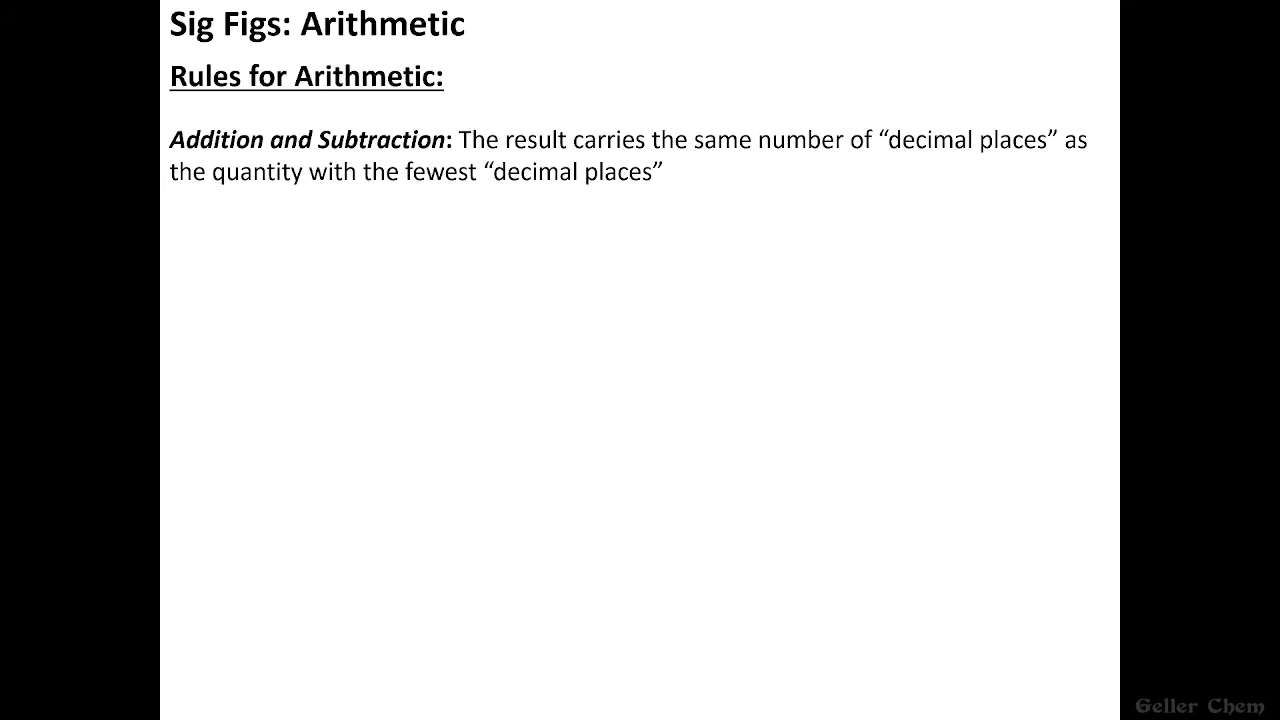 Sig Figs: Arithmetic
Rules for Arithmetic:
Addition and Subtraction: The result carries the same number of “decimal places” as
the quantity with the fewest “decimal places”
Geller Chem